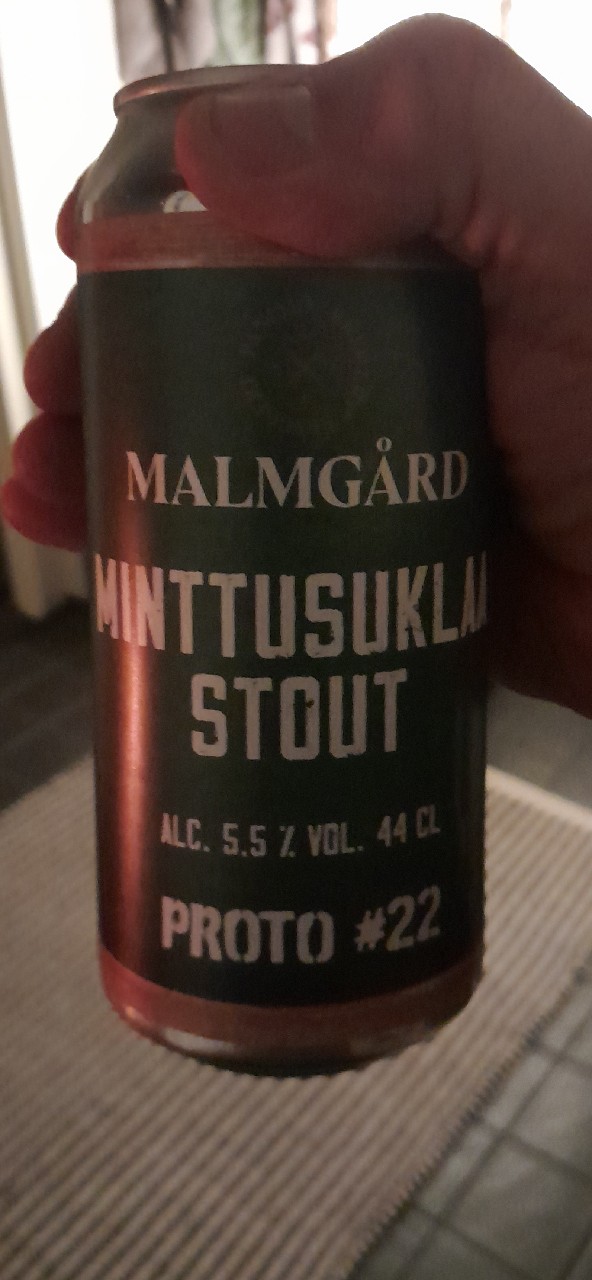 MALMGÅRD
MINTTUSUKLAA
STOUT
ALC. 5.5 % VOL. 44 CL
PROTO #22